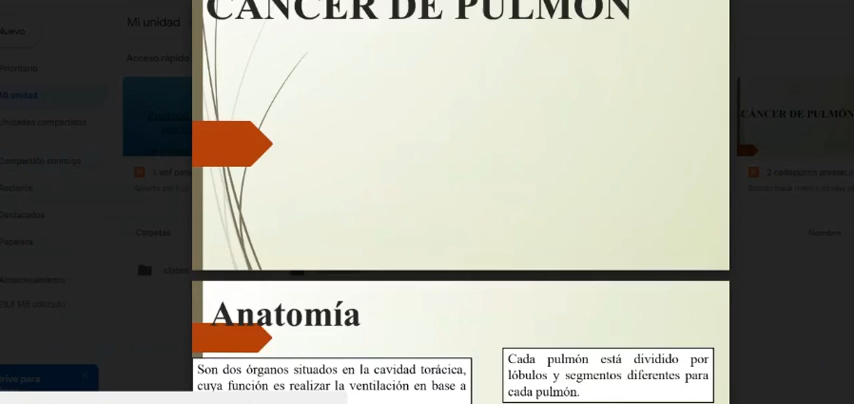 CÁNCER DE PULMÓN
Mi unidad
Nuevo
Prioritario
Acceso rápido
Mi unidad
Unidades compartidas
CÁNCER DE PULMÓN
Compartido conmigo
Reciente
Destacados
Papelera
Carpetas
Nombre
Almacenamiento
clases
Anatomía
Son dos órganos situados en la cavidad torácica,
cuya función es realizar la ventilación en base a
Cada pulmón está dividido por
lóbulos y segmentos diferentes para
cada pulmón.